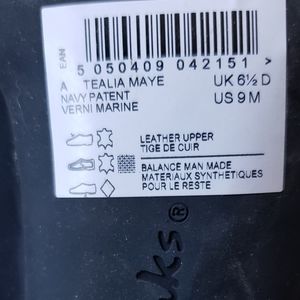 EAN
5 050409 042151 >
A TEALIA MAYE UK 6½ D
NAVY PATENT US 9 M
VERNI MARINE
LEATHER UPPER
TIGE DE CUIR
BALANCE MAN MADE
MATERIAUX SYNTHETIQUES
POUR LE RESTE
ks®